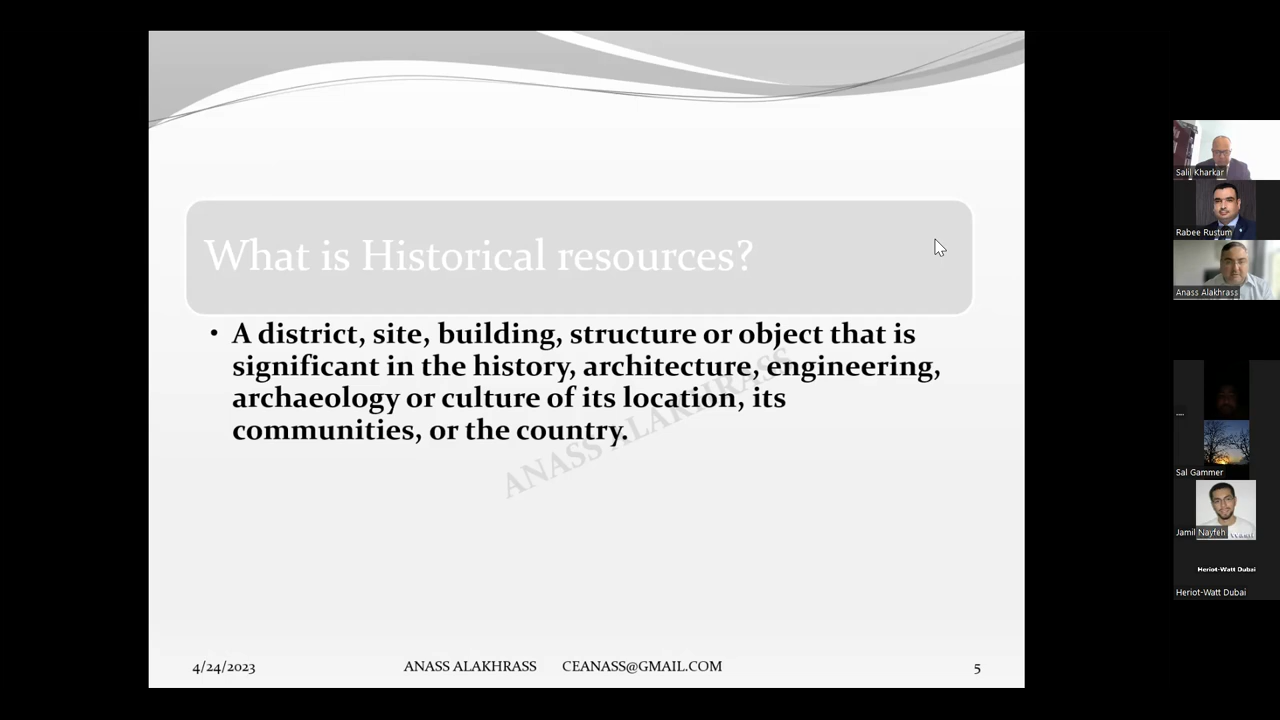 What is Historical resources?
• A district, site, building, structure or object that is
significant in the history, architecture, engineering,
archaeology or culture of its location, its
communities, or the country.
ANASS ALAKHRASS
4/24/2023 ANASS ALAKHRASS CEANASS@GMAIL.COM 5
Salil Kharkar
Rabee Rustum
Anass Alakhrass
....
Sal Gammer
Jamil Nayfeh
Heriot-Watt Dubai
Heriot-Watt Dubai